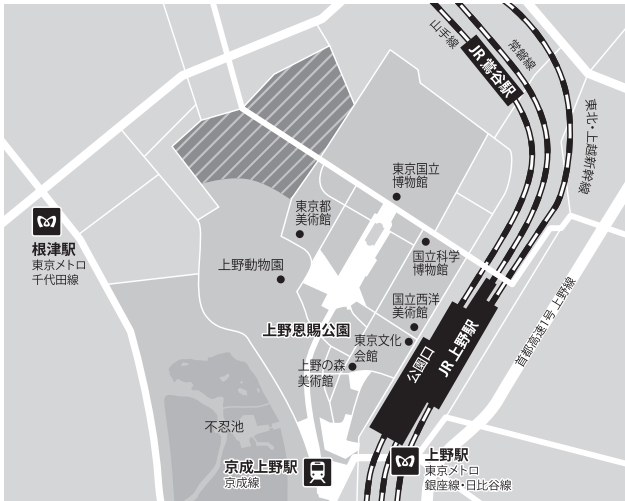 山手線
JR 鶯谷駅
常磐線
東北・上越新幹線
東京国立
博物館
東京都
美術館
根津駅
東京メトロ
千代田線
上野動物園
国立科学
博物館
国立西洋
美術館
上野恩賜公園
東京文化
会館
公園口
JR 上野駅
首都高速1号 上野線
上野の森
美術館
不忍池
京成上野駅
京成線
上野駅
東京メトロ
銀座線・日比谷線